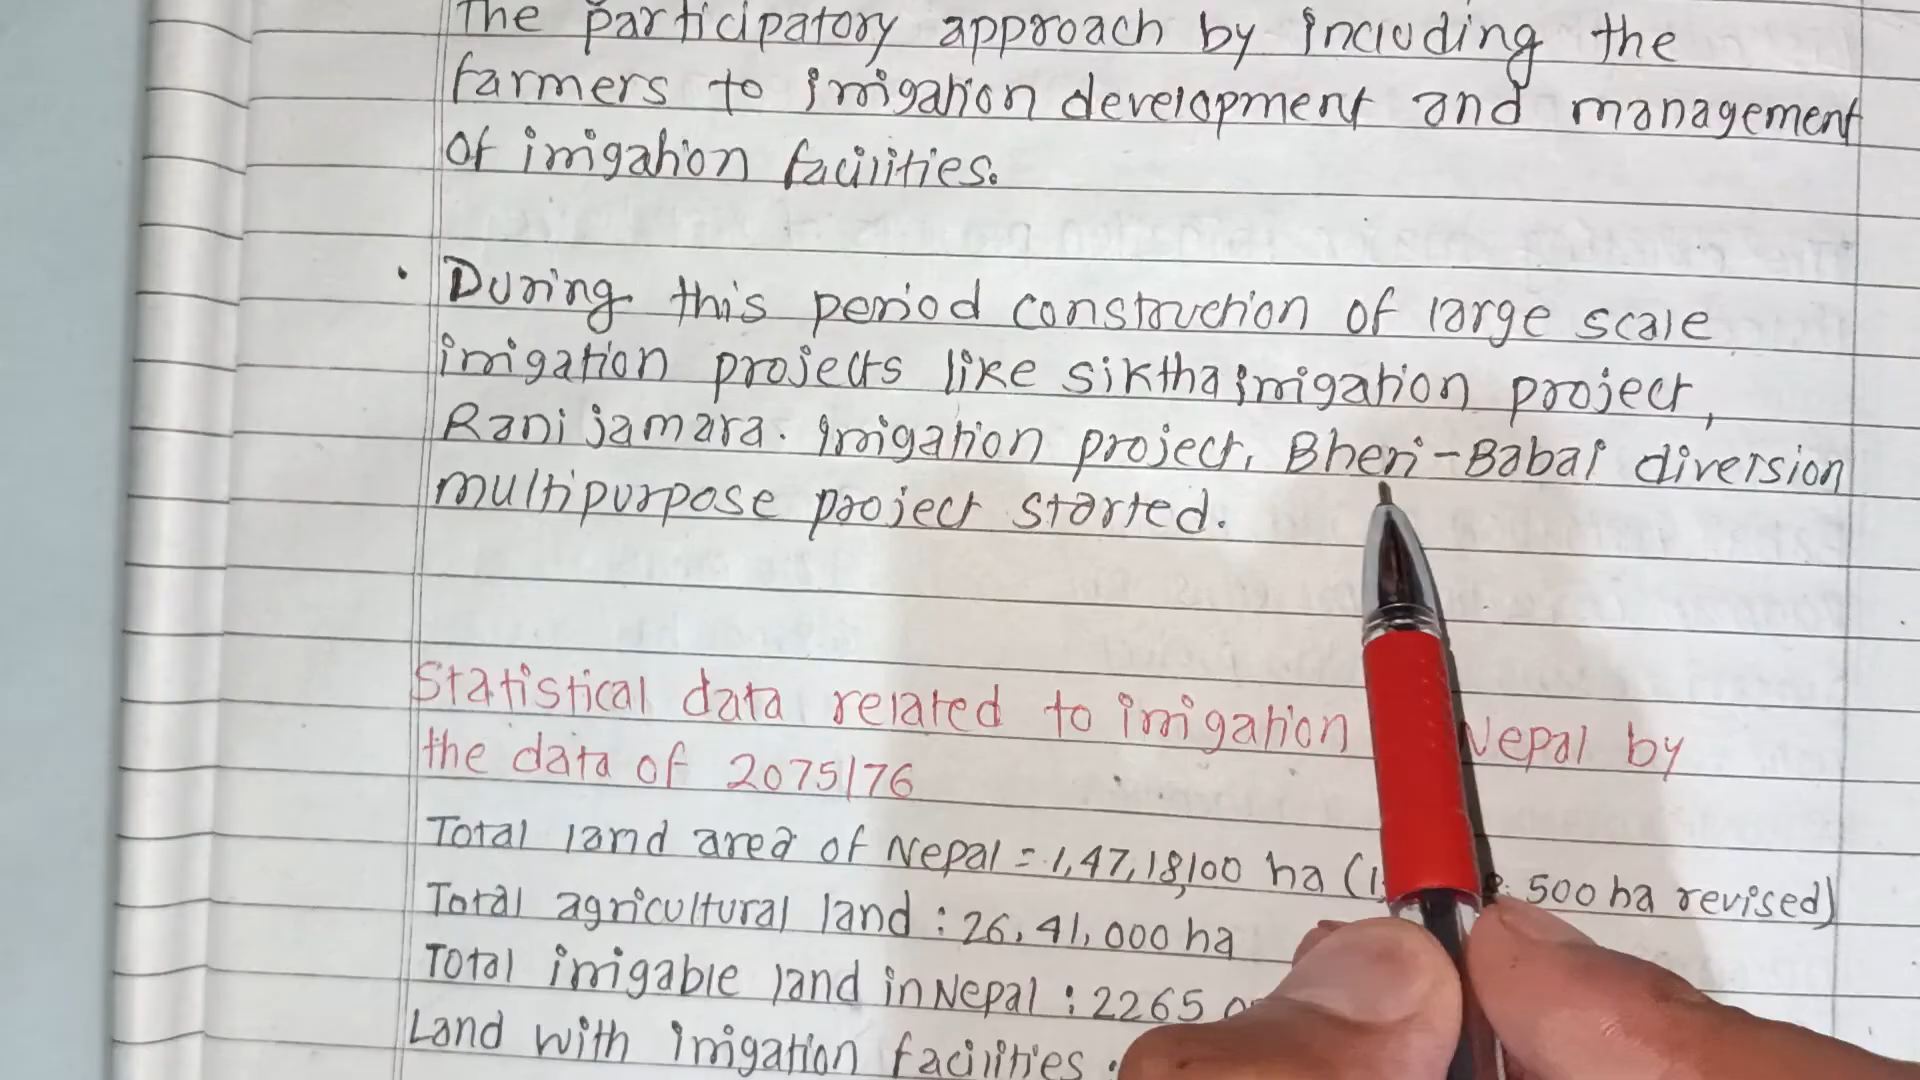 The participatory approach by including the
farmers to irrigation development and management
of irrigation facilities.
• During this period construction of large scale
irrigation projects like siktha irrigation project,
Rani jamara. irrigation project, Bheri-Babai diversion
multipurpose project started.
Statistical data related to irrigation Nepal by
the data of 2075/76
Total land area of Nepal = 1,47,18,100 ha (1 500 ha revised)
Total agricultural land : 26,41,000 ha
Total irrigable land in Nepal : 2265
Land with irrigation facilities :